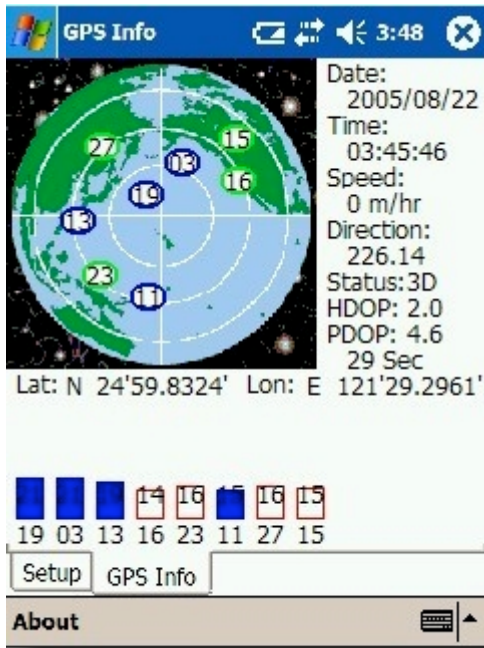 GPS Info 3:48
Date:
2005/08/22
Time:
03:45:46
Speed:
0 m/hr
Direction:
226.14
Status:3D
HDOP: 2.0
PDOP: 4.6
29 Sec
27 15
03
16
19
13
23
11
Lat: N 24'59.8324' Lon: E 121'29.2961'
14 16 16 15
19 03 13 16 23 11 27 15
Setup GPS Info
About